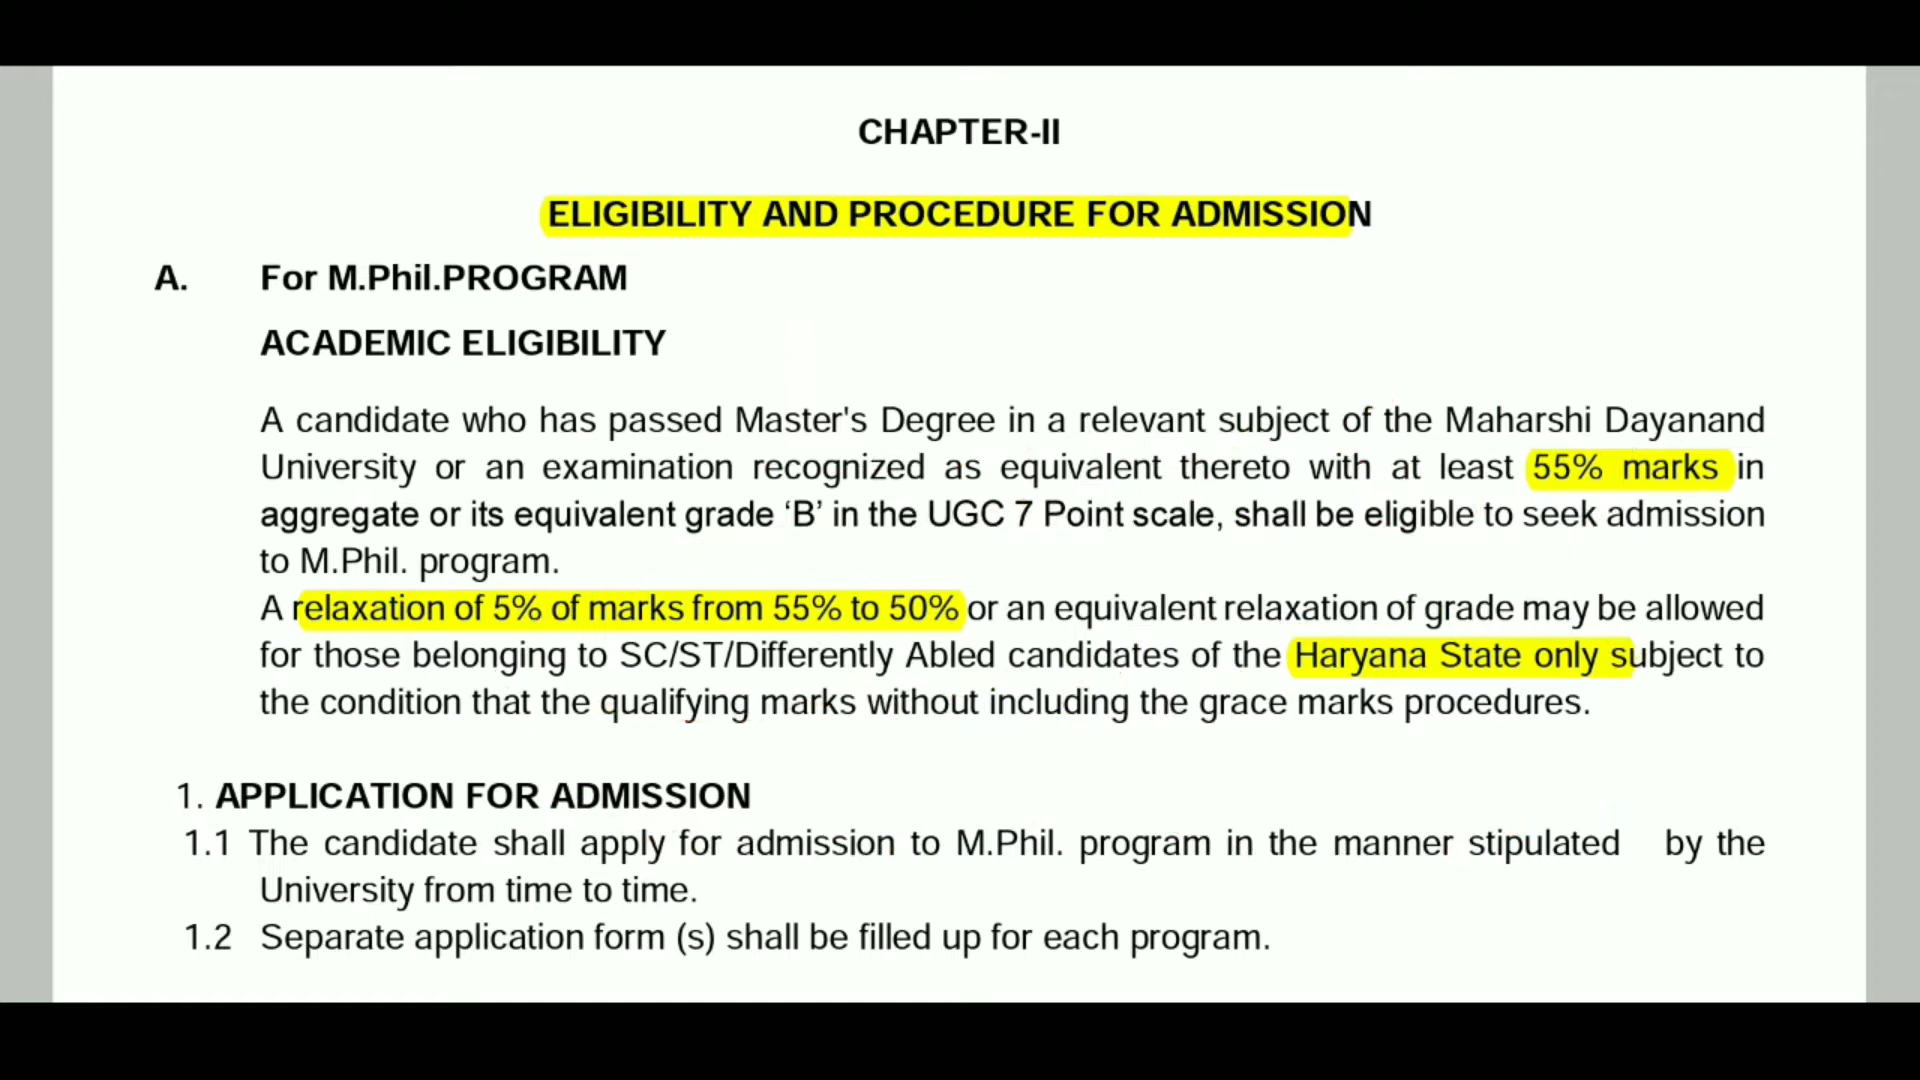 CHAPTER-II
ELIGIBILITY AND PROCEDURE FOR ADMISSION
A. For M.Phil.PROGRAM
ACADEMIC ELIGIBILITY
A candidate who has passed Master's Degree in a relevant subject of the Maharshi Dayanand
University or an examination recognized as equivalent thereto with at least 55% marks in
aggregate or its equivalent grade ‘B’ in the UGC 7 Point scale, shall be eligible to seek admission
to M.Phil. program.
A relaxation of 5% of marks from 55% to 50% or an equivalent relaxation of grade may be allowed
for those belonging to SC/ST/Differently Abled candidates of the Haryana State only subject to
the condition that the qualifying marks without including the grace marks procedures.
1. APPLICATION FOR ADMISSION
1.1 The candidate shall apply for admission to M.Phil. program in the manner stipulated by the
University from time to time.
1.2 Separate application form (s) shall be filled up for each program.